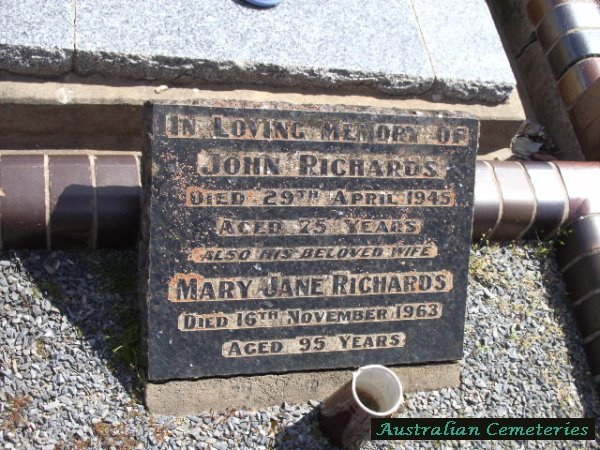 IN LOVING MEMORY OF
JOHN RICHARDS
DIED 29TH APRIL 1945
AGED 75 YEARS
ALSO HIS BELOVED WIFE
MARY JANE RICHARDS
DIED 16TH NOVEMBER 1963
AGED 95 YEARS.
Australian Cemeteries